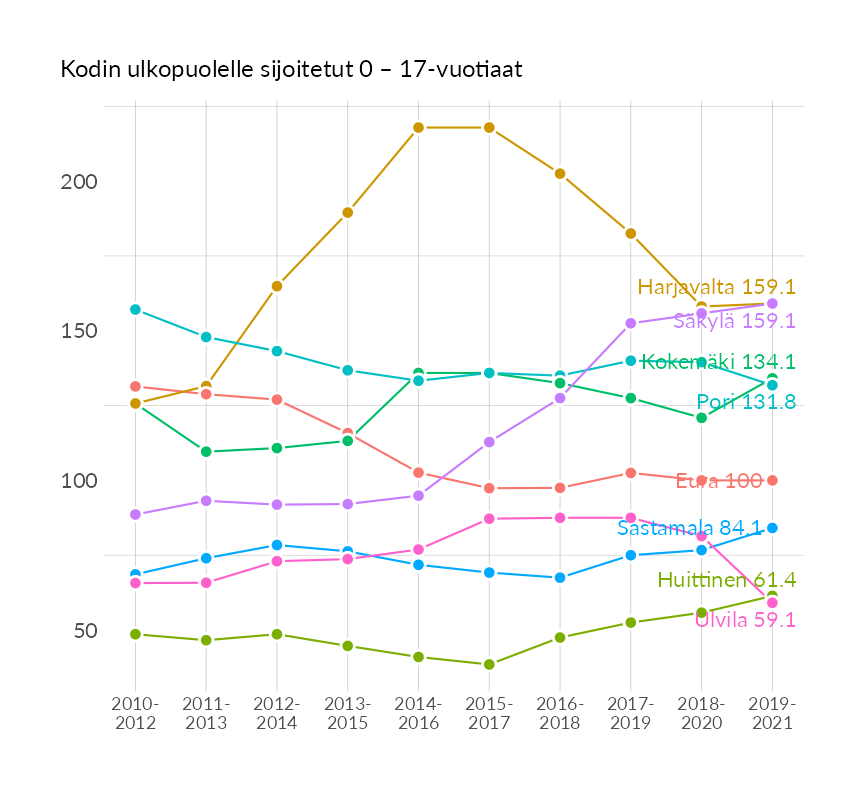 Kodin ulkopuolelle sijoitetut 0 – 17-vuotiaat
200
150
100
50
Harjavalta 159.1
Säkylä 159.1
Kokemäki 134.1
Pori 131.8
Eura 100
Sastamala 84.1
Huittinen 61.4
Ulvila 59.1
2010-
2012
2011-
2013
2012-
2014
2013-
2015
2014-
2016
2015-
2017
2016-
2018
2017-
2019
2018-
2020
2019-
2021